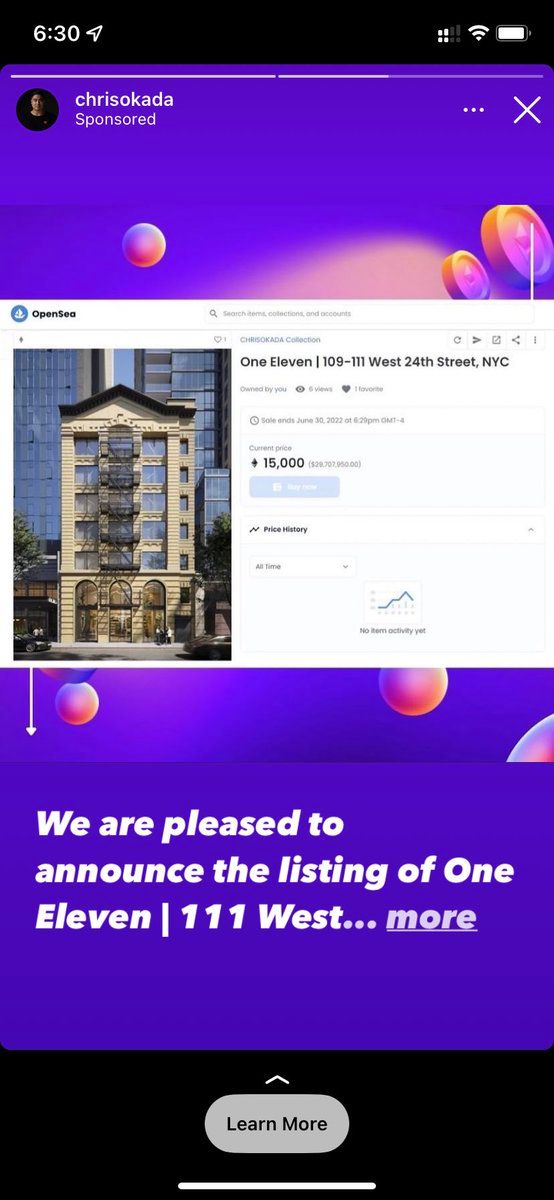 6:30
chrisokada
Sponsored
OpenSea
Search items, collections, and accounts
1
CHRISOKADA Collection
One Eleven | 109-111 West 24th Street, NYC
Owned by you 6 views 1 favorite
Sale ends June 30, 2022 at 6:29pm GMT-4
Current price
15,000 ($29,707,950.00)
Buy now
Price History
All Time
No item activity yet
We are pleased to
announce the listing of One
Eleven | 111 West... more
Learn More